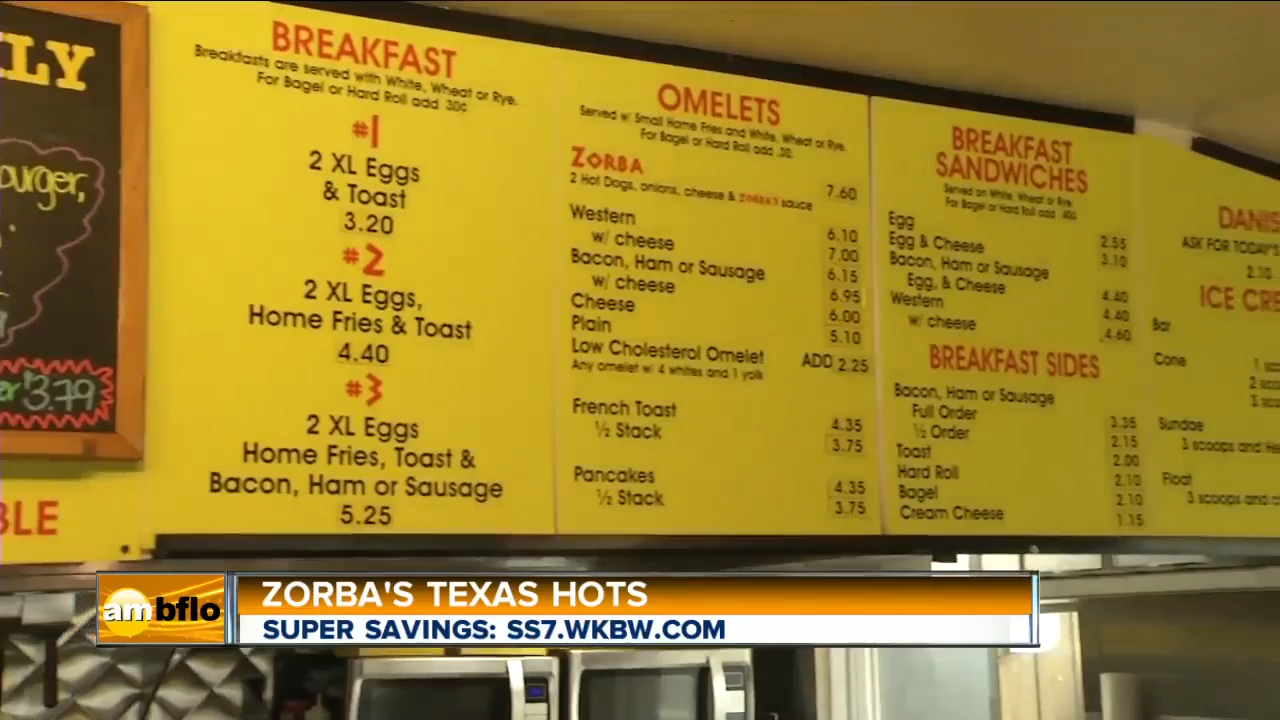 LY
burger,
3.79
BLE
BREAKFAST
Breakfasts are served with White, Wheat or Rye.
For Bagel or Hard Roll add 30¢
#1
2 XL Eggs
& Toast
3.20
#2
2 XL Eggs,
Home Fries & Toast
4.40
#3
2 XL Eggs
Home Fries, Toast &
Bacon, Ham or Sausage
5.25
OMELETS
Served w/ Small Home Fries and White, Wheat or Rye.
For Bagel or Hard Roll add .30.
ZORBA 7.60
2 Hot Dogs, onions, cheese & ZORBA'S sauce
Western 6.10
w/ cheese 7.00
Bacon, Ham or Sausage 6.15
w/ cheese 6.95
Cheese 6.00
Plain 5.10
Low Cholesterol Omelet ADD 2.25
Any omelet w/ 4 whites and 1 yolk
French Toast 4.35
½ Stack 3.75
Pancakes 4.35
½ Stack 3.75
BREAKFAST
SANDWICHES
Served on White, Wheat or Rye.
For Bagel or Hard Roll add .40¢
Egg 2.55
Egg & Cheese 3.10
Bacon, Ham or Sausage
Egg, & Cheese 4.40
Western 4.40
w/ cheese 4.60
BREAKFAST SIDES
Bacon, Ham or Sausage
Full Order 3.35
½ Order 2.15
Toast 2.00
Hard Roll 2.10
Bagel 2.10
Cream Cheese 1.15
DANIS
ASK FOR TODAY'S
2.10
ICE CRE
Bar
Cone 1 sco
2 sco
3 sco
Sundae
3 scoops and
Float
3 scoops and
ambflo
ZORBA'S TEXAS HOTS
SUPER SAVINGS: SS7.WKBW.COM